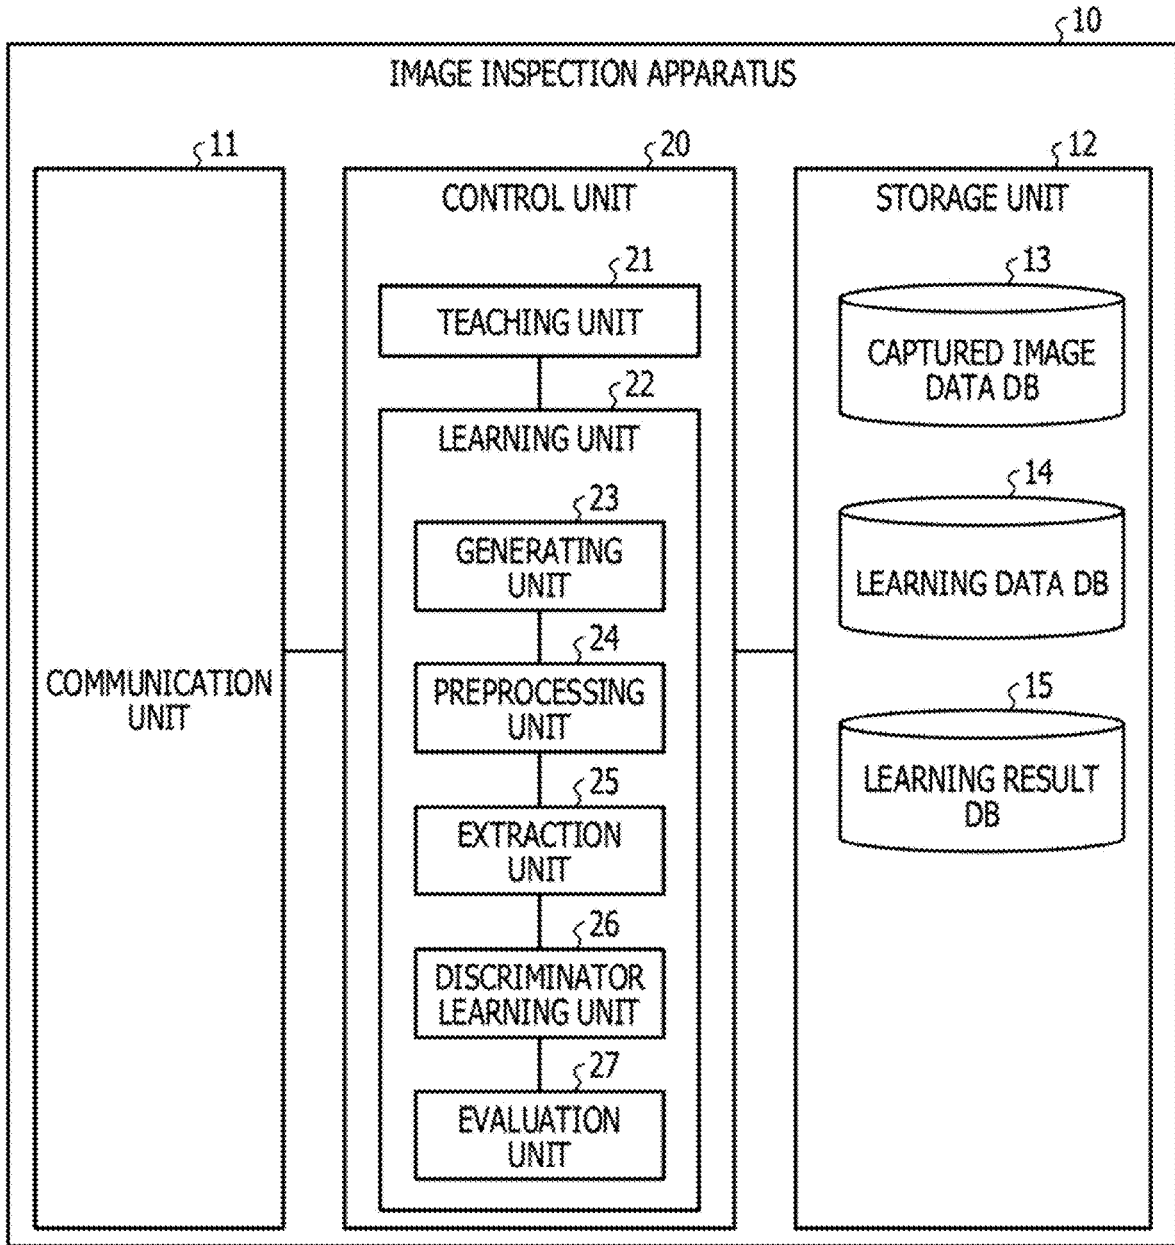 10
IMAGE INSPECTION APPARATUS
11
COMMUNICATION
UNIT
20
CONTROL UNIT
21
TEACHING UNIT
22
LEARNING UNIT
23
GENERATING
UNIT
24
PREPROCESSING
UNIT
25
EXTRACTION
UNIT
26
DISCRIMINATOR
LEARNING UNIT
27
EVALUATION
UNIT
12
STORAGE UNIT
13
CAPTURED IMAGE
DATA DB
14
LEARNING DATA DB
15
LEARNING RESULT
DB